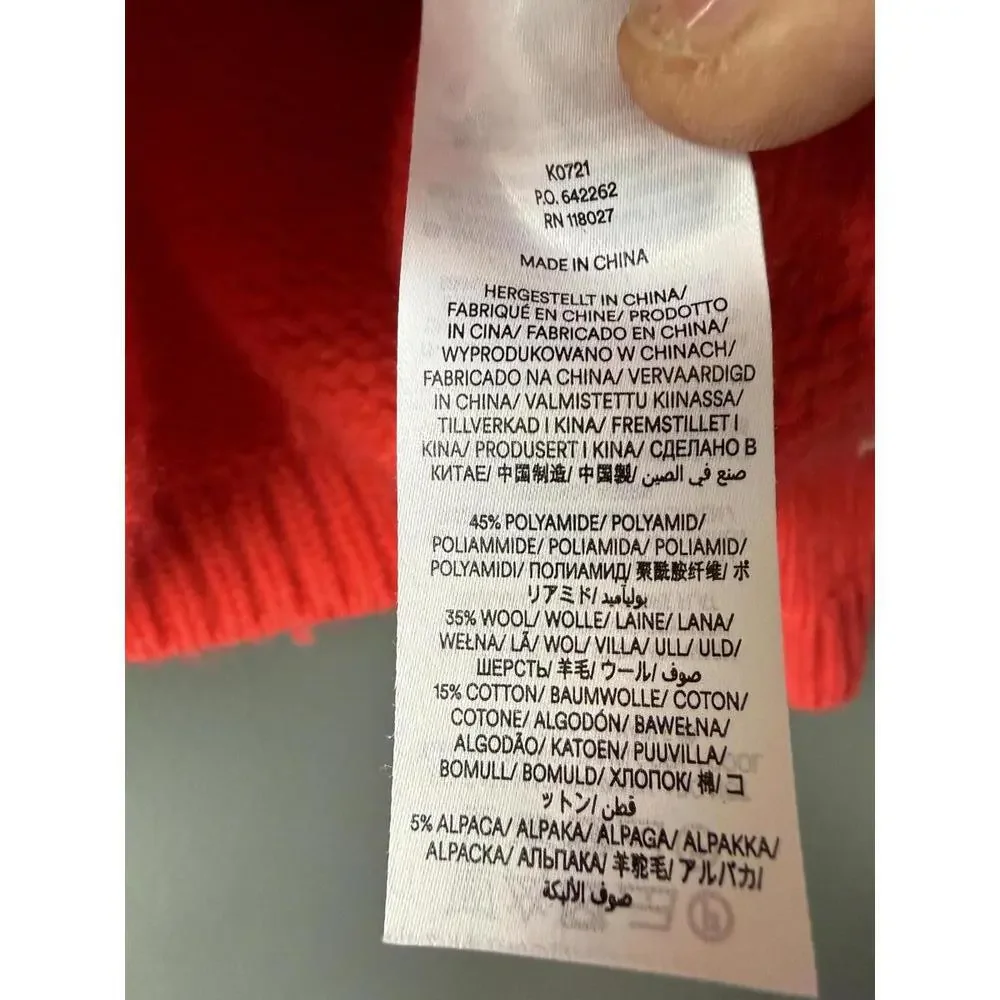 K0721
P.O. 642262
RN 118027
MADE IN CHINA
HERGESTELLT IN CHINA/
FABRIQUÉ EN CHINE/ PRODOTTO
IN CINA/ FABRICADO EN CHINA/
WYPRODUKOWANO W CHINACH/
FABRICADO NA CHINA/ VERVAARDIGD
IN CHINA/ VALMISTETTU KIINASSA/
TILLVERKAD I KINA/ FREMSTILLET I
KINA/ PRODUSERT I KINA/ СДЕЛАНО В
КИТАЕ/ 中国制造/ 中国製/ صنع في الصين
45% POLYAMIDE/ POLYAMID/
POLIAMMIDE/ POLIAMIDA/ POLIAMID/
POLYAMIDI/ ПОЛИАМИД/ 聚酰胺纤维/ ポ
リアミド/ بوليأميد
35% WOOL/ WOLLE/ LAINE/ LANA/
WEŁNA/ LÃ/ WOL/ VILLA/ ULL/ ULD/
ШЕРСТЬ/ 羊毛/ ウール/ صوف
15% COTTON/ BAUMWOLLE/ COTON/
COTONE/ ALGODÓN/ BAWEŁNA/
ALGODÃO/ KATOEN/ PUUVILLA/
BOMULL/ BOMULD/ ХЛОПОК/ 棉/ コ
ットン/ قطن
5% ALPACA/ ALPAKA/ ALPAGA/ ALPAKKA/
ALPACKA/ АЛЬПАКА/ 羊驼毛/ アルパカ/
صوف الألبكة